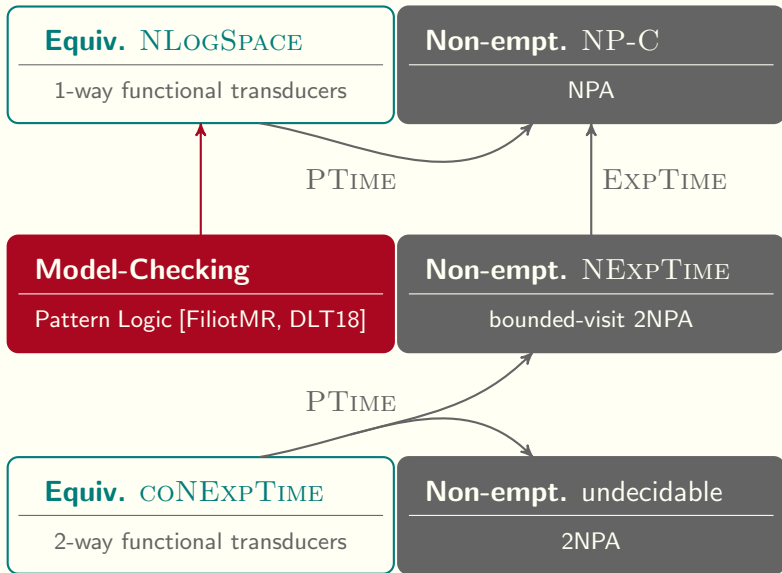 Equiv. NLOGSPACE
1-way functional transducers
Non-empt. NP-C
NPA
PTIME
EXPTIME
Model-Checking
Pattern Logic [FiliotMR, DLT18]
Non-empt. NEXPTIME
bounded-visit 2NPA
PTIME
Equiv. CONEXPTIME
2-way functional transducers
Non-empt. undecidable
2NPA